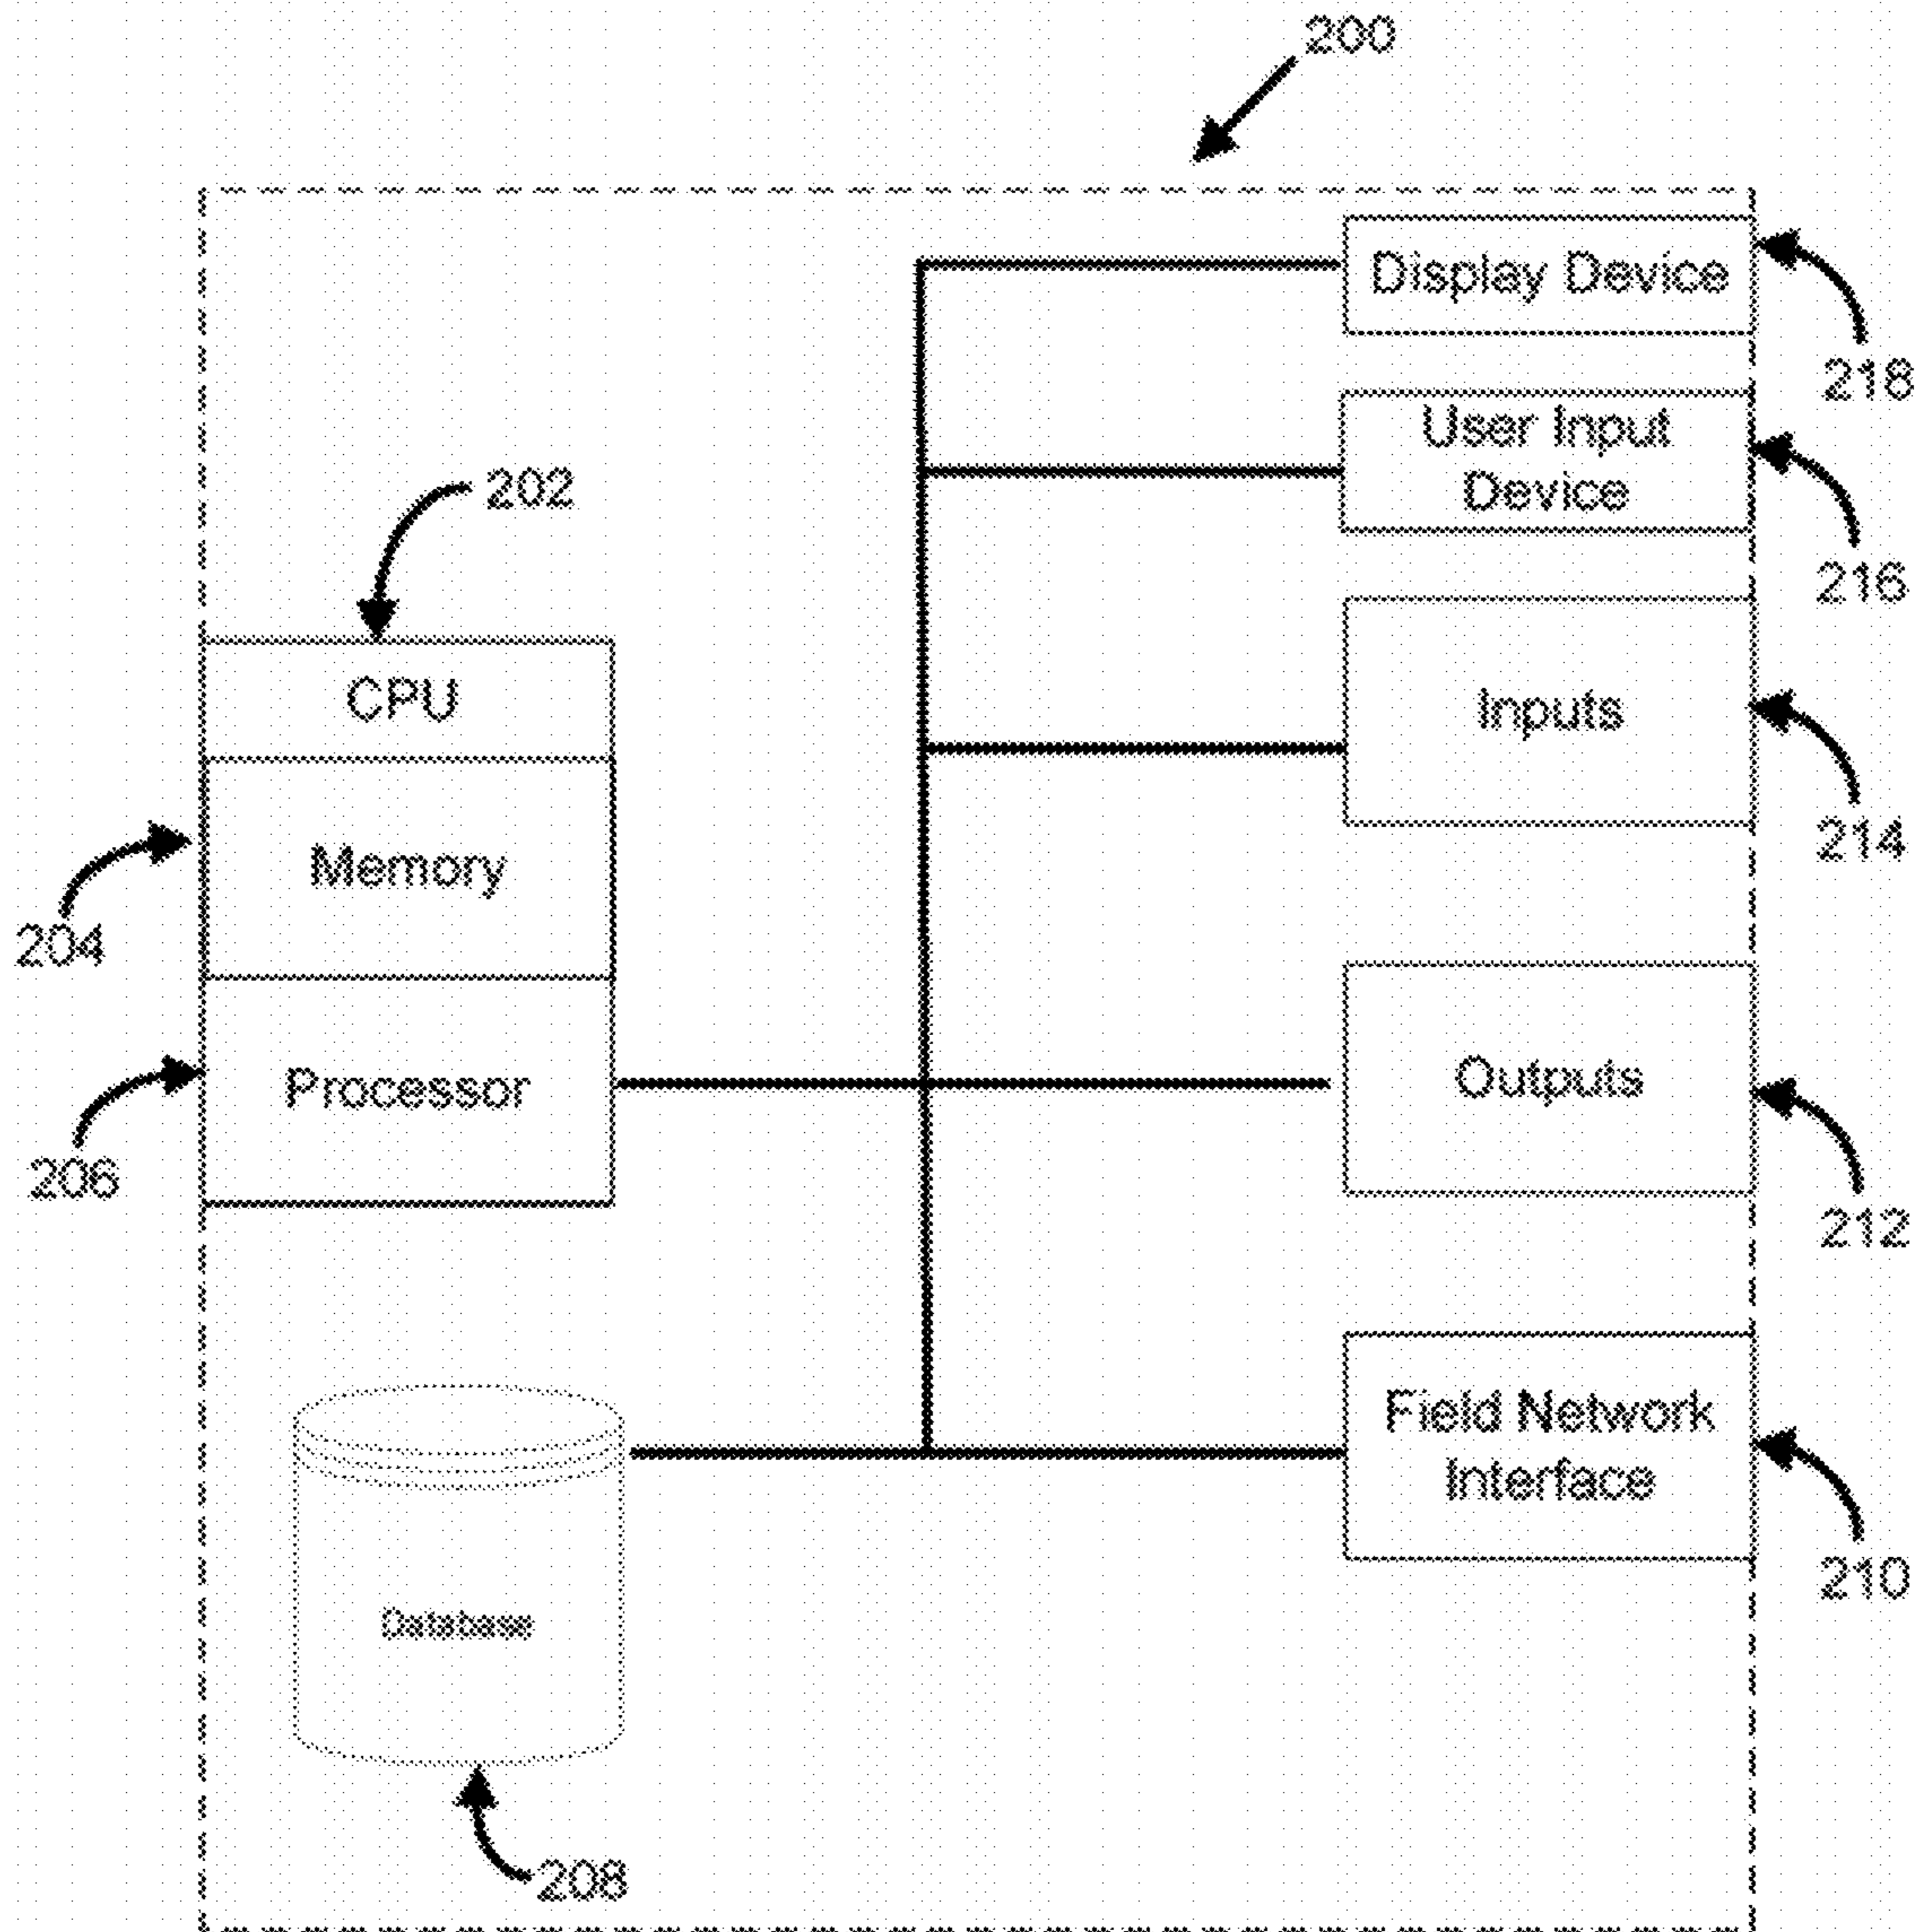 200
Display Device
218
User Input
Device
216
202
Inputs
214
CPU
Memory
204
Outputs
212
Processor
206
Field Network
Interface
210
Database
208